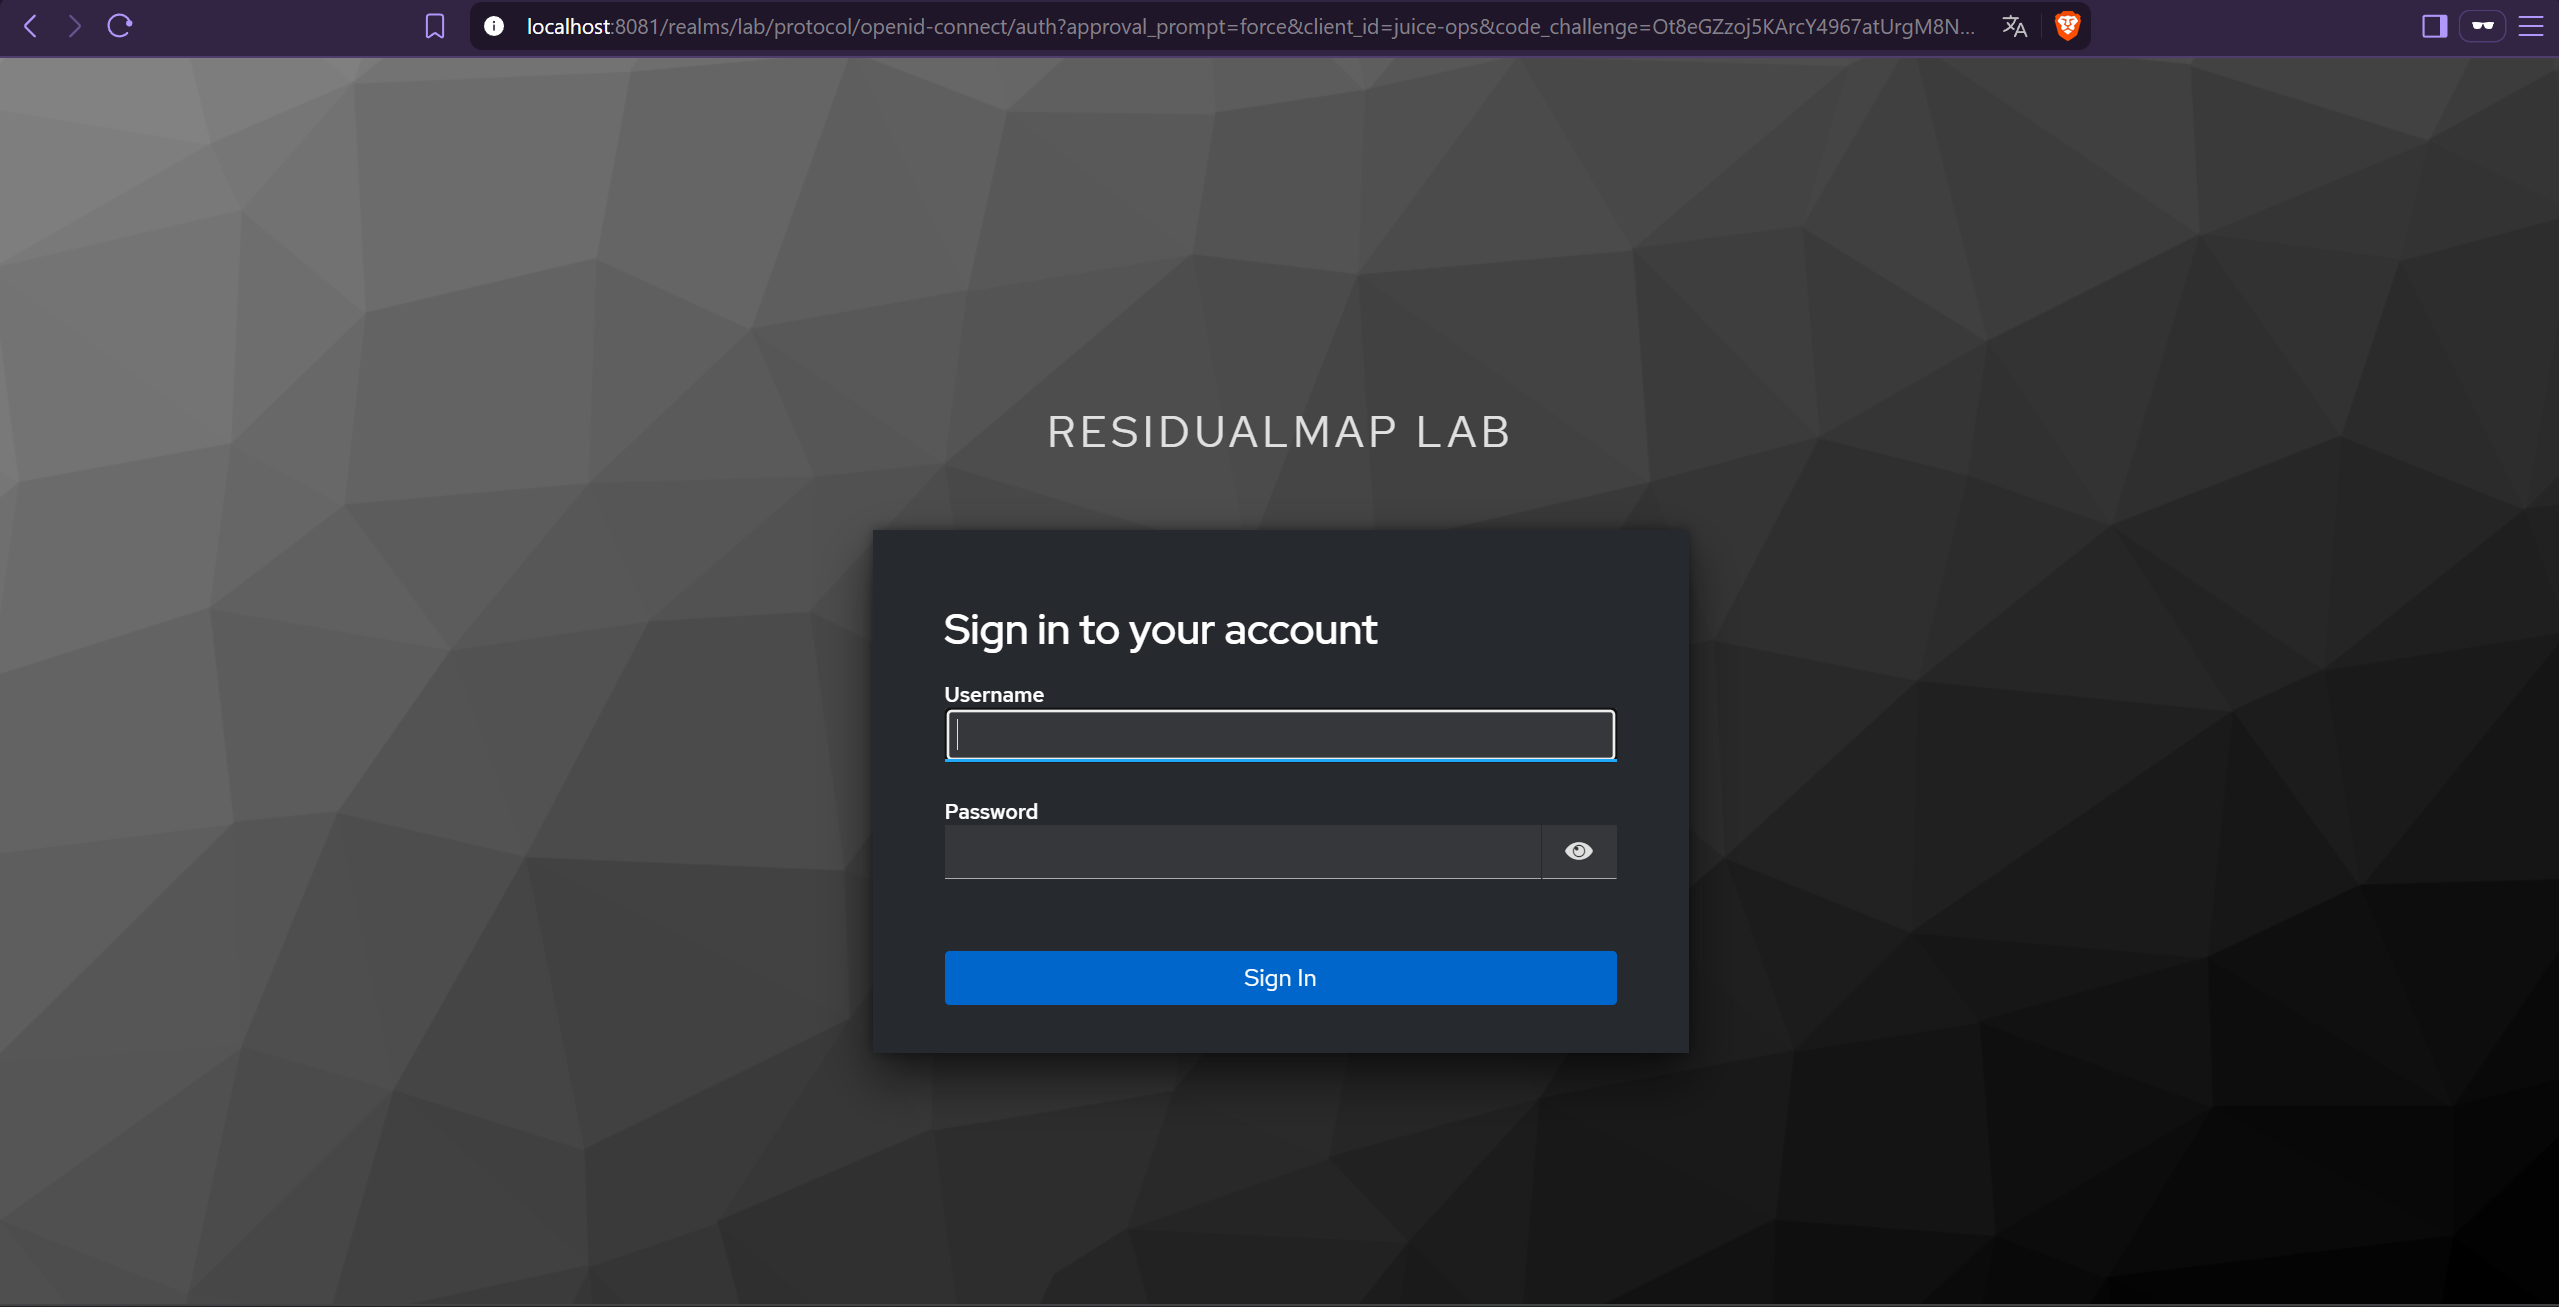 localhost:8081/realms/lab/protocol/openid-connect/auth?approval_prompt=force&client_id=juice-ops&code_challenge=Ot8eGZzoj5KArcY4967atUrgM8N...
RESIDUALMAP LAB
Sign in to your account
Username
Password
Sign In